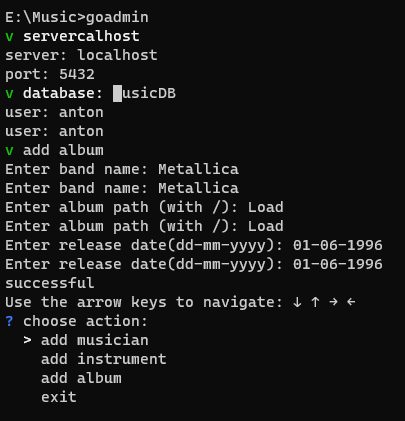 E:\Music>goadmin
v servercalhost
server: localhost
port: 5432
v database: usicDB
user: anton
user: anton
v add album
Enter band name: Metallica
Enter band name: Metallica
Enter album path (with /): Load
Enter album path (with /): Load
Enter release date(dd-mm-yyyy): 01-06-1996
Enter release date(dd-mm-yyyy): 01-06-1996
successful
Use the arrow keys to navigate: ↓ ↑ → ←
? choose action:
> add musician
add instrument
add album
exit